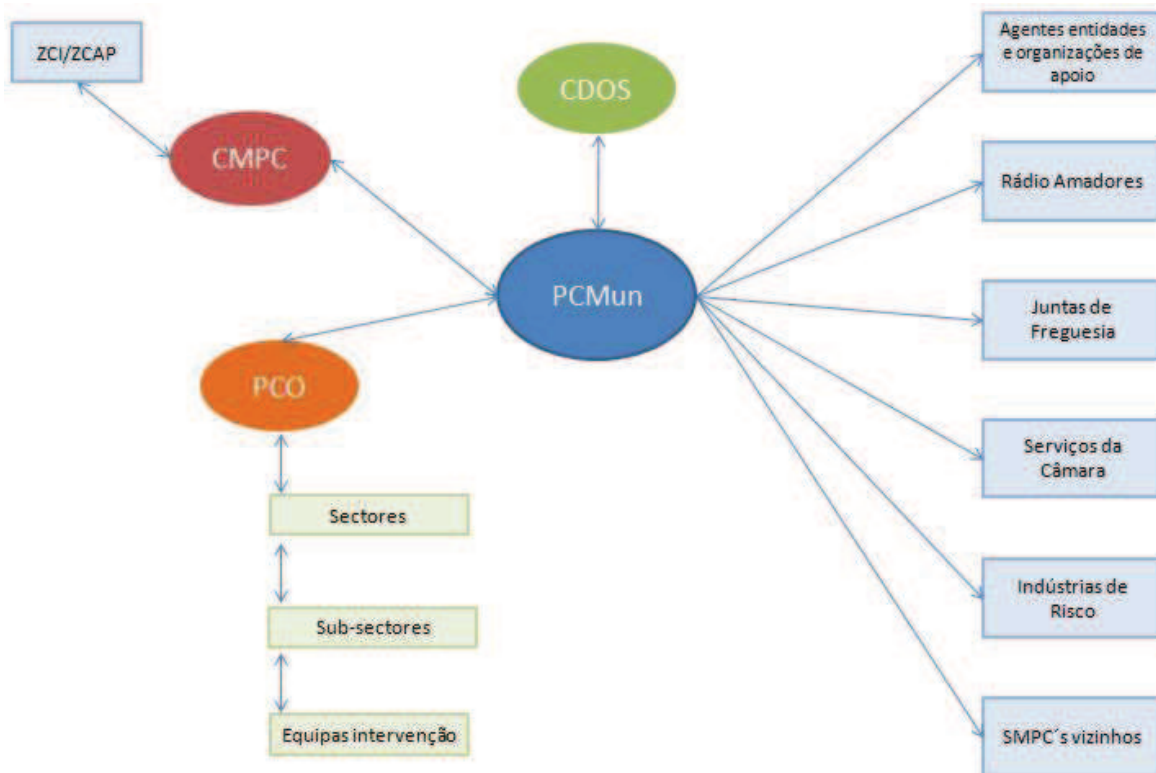 ZCI/ZCAP
CMPC
CDOS
PCMun
PCO
Sectores
Sub-sectores
Equipas intervenção
Agentes entidades
e organizações de
apoio
Rádio Amadores
Juntas de
Freguesia
Serviços da
Câmara
Indústrias de
Risco
SMPC´s vizinhos